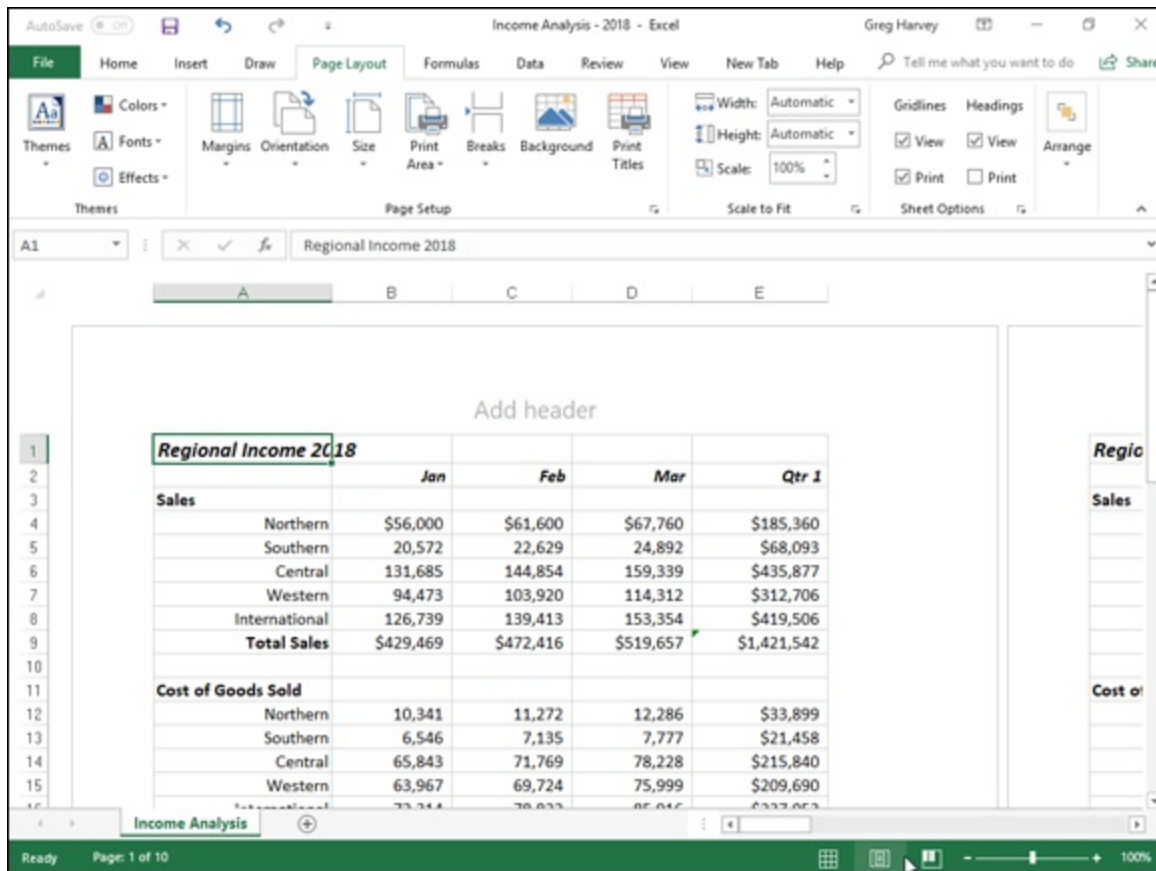 AutoSave Off Income Analysis - 2018 - Excel Greg Harvey
File Home Insert Draw Page Layout Formulas Data Review View New Tab Help Tell me what you want to do Share
Colors Width: Automatic Gridlines Headings
Themes Fonts Margins Orientation Size Print Area Breaks Background Print Titles Height: Automatic View View Arrange
Effects Scale: 100% Print Print
Themes Page Setup Scale to Fit Sheet Options
A1 fx Regional Income 2018
A B C D E
Add header
1 Regional Income 2018 Regio
2 Jan Feb Mar Qtr 1
3 Sales Sales
4 Northern $56,000 $61,600 $67,760 $185,360
5 Southern 20,572 22,629 24,892 $68,093
6 Central 131,685 144,854 159,339 $435,877
7 Western 94,473 103,920 114,312 $312,706
8 International 126,739 139,413 153,354 $419,506
9 Total Sales $429,469 $472,416 $519,657 $1,421,542
10
11 Cost of Goods Sold Cost of
12 Northern 10,341 11,272 12,286 $33,899
13 Southern 6,546 7,135 7,777 $21,458
14 Central 65,843 71,769 78,228 $215,840
15 Western 63,967 69,724 75,999 $209,690
Income Analysis
Ready Page: 1 of 10 100%